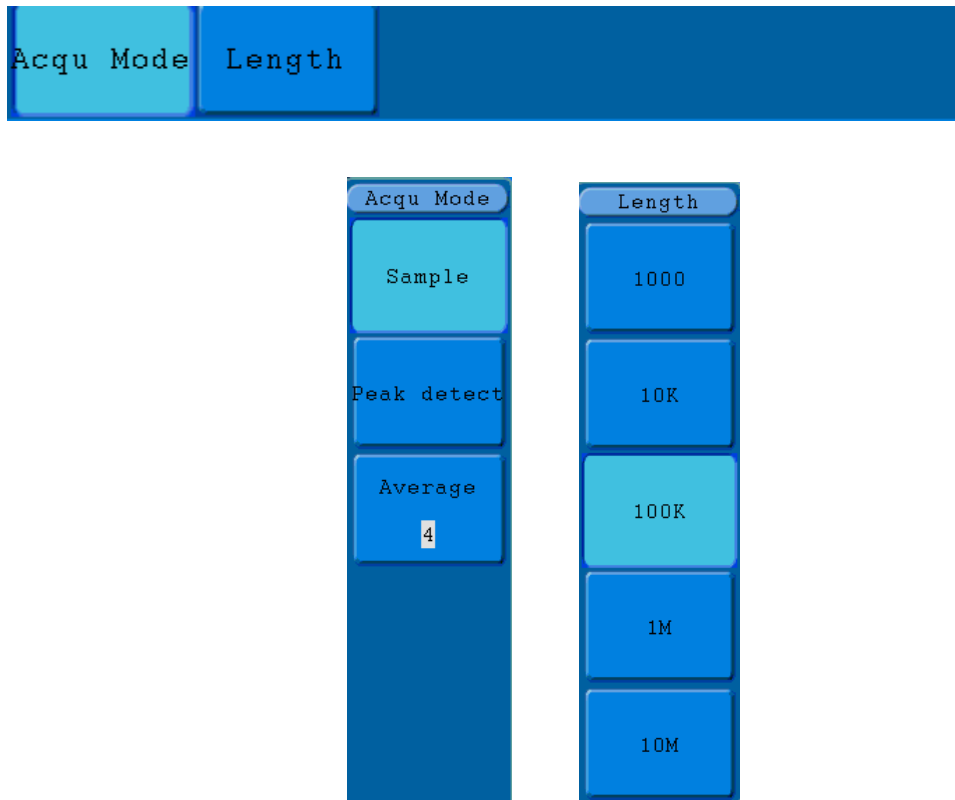 Acqu Mode Length
Acqu Mode
Sample
Peak detect
Average
4
Length
1000
10K
100K
1M
10M